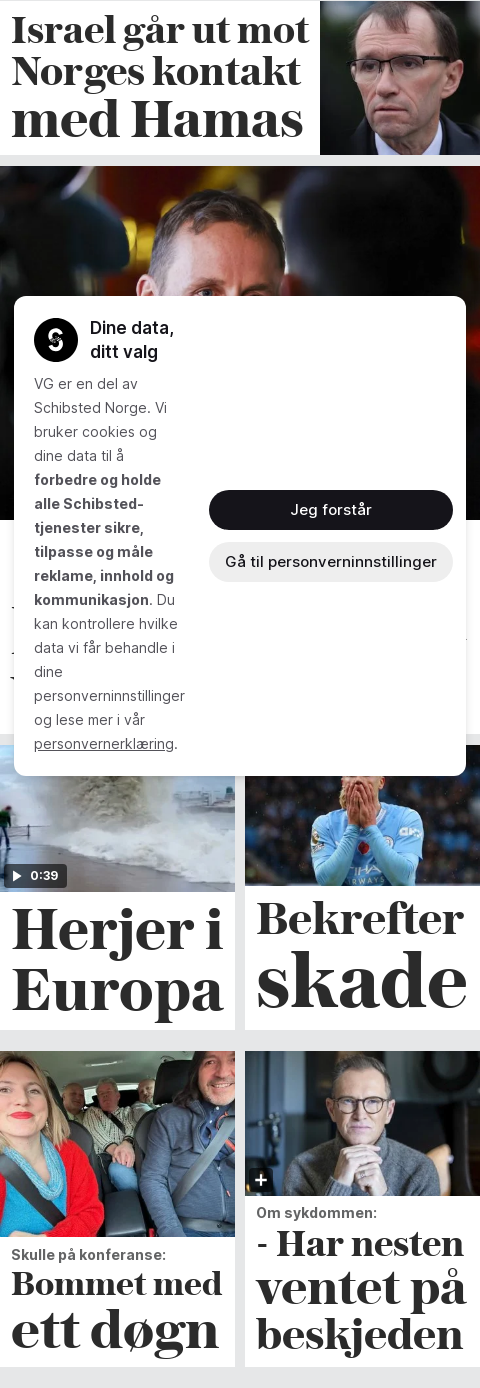 Israel går ut mot
Norges kontakt
med Hamas
Dine data,
ditt valg
VG er en del av
Schibsted Norge. Vi
bruker cookies og
dine data til å
forbedre og holde
alle Schibsted-
tjenester sikre,
tilpasse og måle
reklame, innhold og
kommunikasjon. Du
kan kontrollere hvilke
data vi får behandle i
dine
personverninnstillinger
og lese mer i vår
personvernerklæring.
Jeg forstår
Gå til personverninnstillinger
0:39
Herjer i
Europa
Bekrefter
skade
Skulle på konferanse:
Bommet med
ett døgn
Om sykdommen:
- Har nesten
ventet på
beskjeden